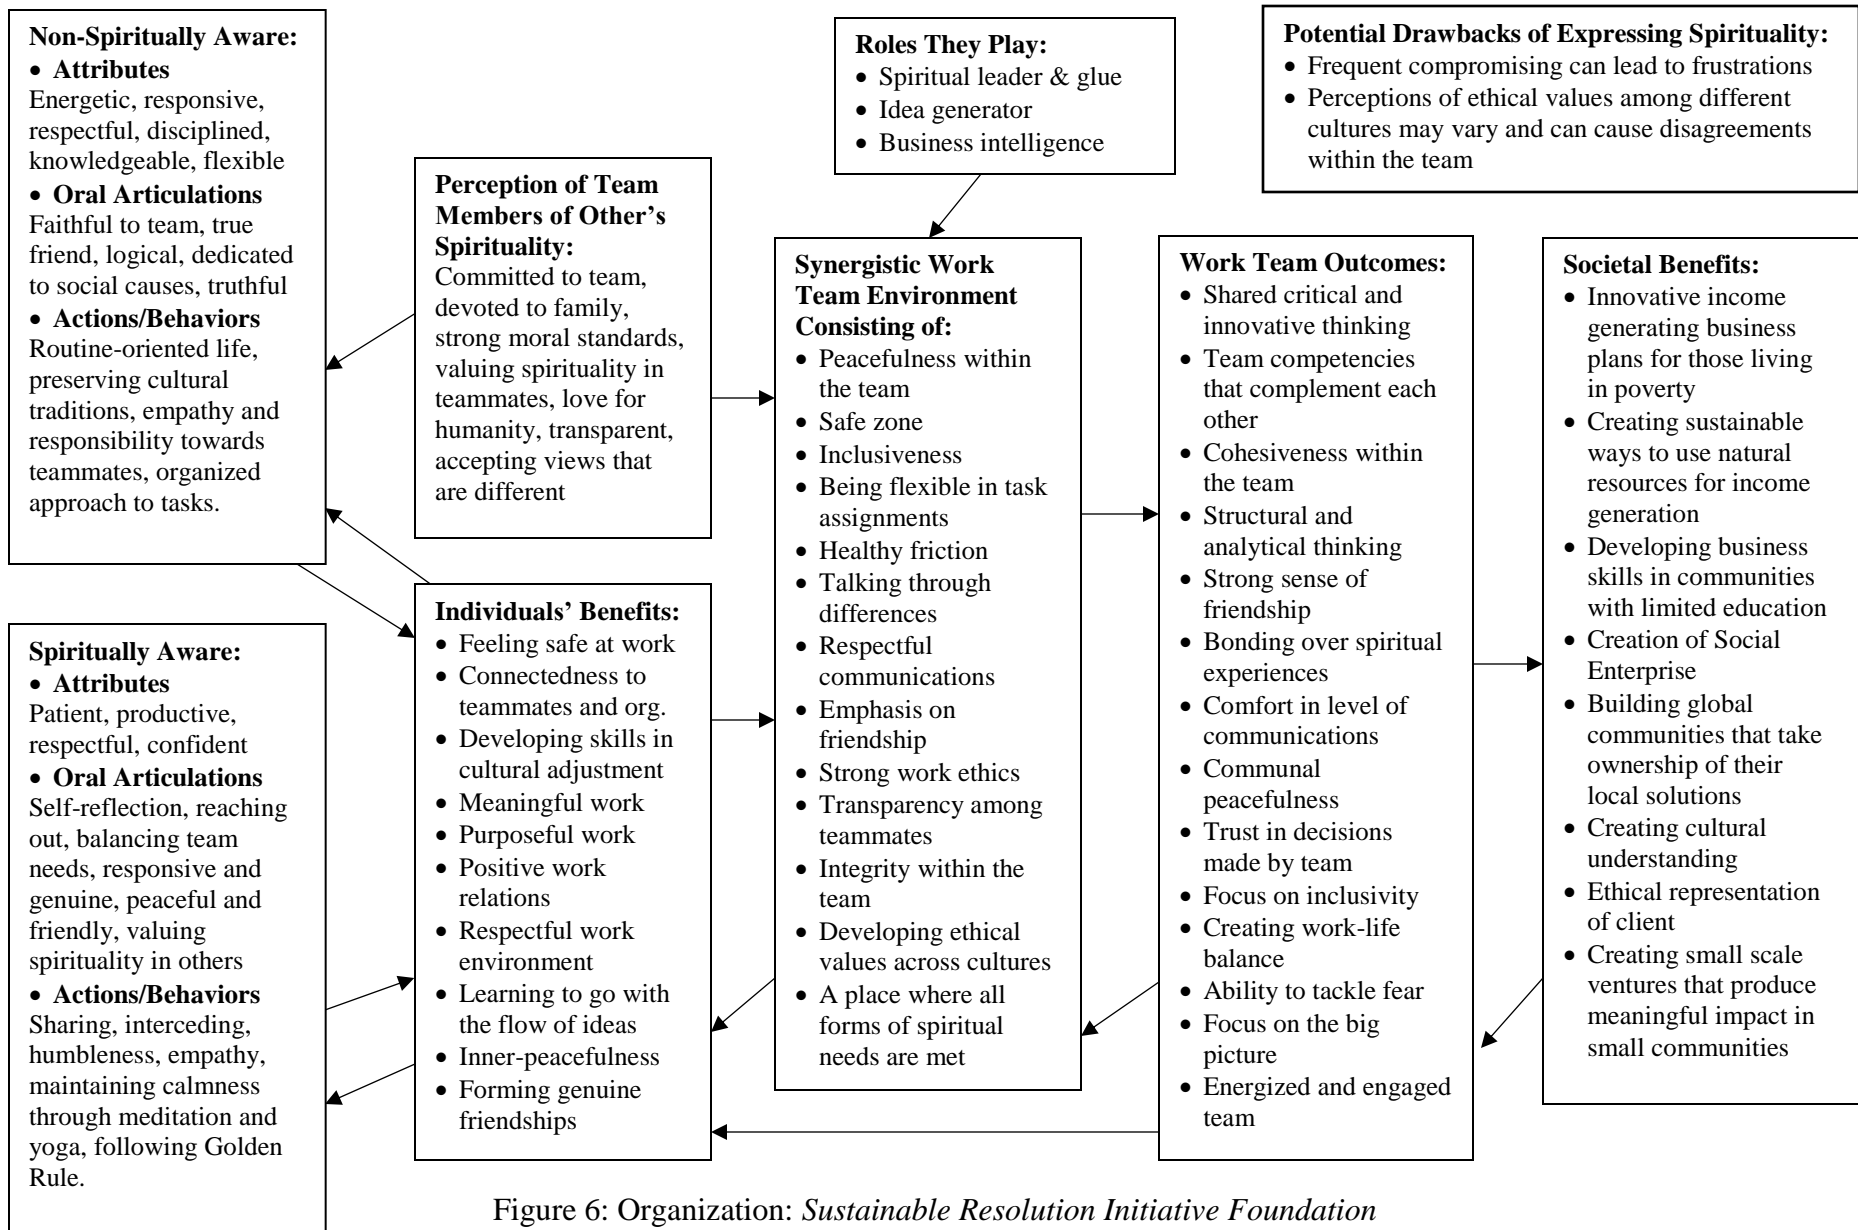 Non-Spiritually Aware:
• Attributes
Energetic, responsive,
respectful, disciplined,
knowledgeable, flexible
• Oral Articulations
Faithful to team, true
friend, logical, dedicated
to social causes, truthful
• Actions/Behaviors
Routine-oriented life,
preserving cultural
traditions, empathy and
responsibility towards
teammates, organized
approach to tasks.
Spiritually Aware:
• Attributes
Patient, productive,
respectful, confident
• Oral Articulations
Self-reflection, reaching
out, balancing team
needs, responsive and
genuine, peaceful and
friendly, valuing
spirituality in others
• Actions/Behaviors
Sharing, interceding,
humbleness, empathy,
maintaining calmness
through meditation and
yoga, following Golden
Rule.
Perception of Team
Members of Other’s
Spirituality:
Committed to team,
devoted to family,
strong moral standards,
valuing spirituality in
teammates, love for
humanity, transparent,
accepting views that
are different
Individuals’ Benefits:
• Feeling safe at work
• Connectedness to
teammates and org.
• Developing skills in
cultural adjustment
• Meaningful work
• Purposeful work
• Positive work
relations
• Respectful work
environment
• Learning to go with
the flow of ideas
• Inner-peacefulness
• Forming genuine
friendships
Roles They Play:
• Spiritual leader & glue
• Idea generator
• Business intelligence
Synergistic Work
Team Environment
Consisting of:
• Peacefulness within
the team
• Safe zone
• Inclusiveness
• Being flexible in task
assignments
• Healthy friction
• Talking through
differences
• Respectful
communications
• Emphasis on
friendship
• Strong work ethics
• Transparency among
teammates
• Integrity within the
team
• Developing ethical
values across cultures
• A place where all
forms of spiritual
needs are met
Potential Drawbacks of Expressing Spirituality:
• Frequent compromising can lead to frustrations
• Perceptions of ethical values among different
cultures may vary and can cause disagreements
within the team
Work Team Outcomes:
• Shared critical and
innovative thinking
• Team competencies
that complement each
other
• Cohesiveness within
the team
• Structural and
analytical thinking
• Strong sense of
friendship
• Bonding over spiritual
experiences
• Comfort in level of
communications
• Communal
peacefulness
• Trust in decisions
made by team
• Focus on inclusivity
• Creating work-life
balance
• Ability to tackle fear
• Focus on the big
picture
• Energized and engaged
team
Societal Benefits:
• Innovative income
generating business
plans for those living
in poverty
• Creating sustainable
ways to use natural
resources for income
generation
• Developing business
skills in communities
with limited education
• Creation of Social
Enterprise
• Building global
communities that take
ownership of their
local solutions
• Creating cultural
understanding
• Ethical representation
of client
• Creating small scale
ventures that produce
meaningful impact in
small communities
Figure 6: Organization: Sustainable Resolution Initiative Foundation